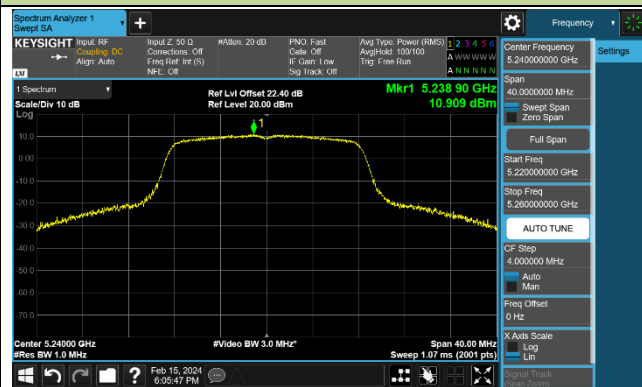 Spectrum Analyzer 1
Swept SA
+
Frequency
KEYSIGHT
Input: RF
Coupling: DC
Align: Auto
Input Z: 50 Ω
Corrections: Off
Freq Ref: Int (S)
NFE: Off
#Atten: 20 dB
PNO: Fast
Gate: Off
IF Gain: Low
Sig Track: Off
Avg Type: Power (RMS)
Avg|Hold: 100/100
Trig: Free Run
1 2 3 4 5 6
A W W W W W
A N N N N N
LXI
1 Spectrum
Scale/Div 10 dB
Log
Ref Lvl Offset 22.40 dB
Ref Level 20.00 dBm
Mkr1 5.238 90 GHz
10.909 dBm
1
10.0
0.00
-10.0
-20.0
-30.0
-40.0
-50.0
-60.0
-70.0
Center 5.24000 GHz
#Res BW 1.0 MHz
#Video BW 3.0 MHz*
Span 40.00 MHz
Sweep 1.07 ms (2001 pts)
Feb 15, 2024
6:05:47 PM
?
Center Frequency
5.240000000 GHz
Settings
Span
40.0000000 MHz
Swept Span
Zero Span
Full Span
Start Freq
5.220000000 GHz
Stop Freq
5.260000000 GHz
AUTO TUNE
CF Step
4.000000 MHz
Auto
Man
Freq Offset
0 Hz
X Axis Scale
Log
Lin
Signal Track
(Span Zoom)